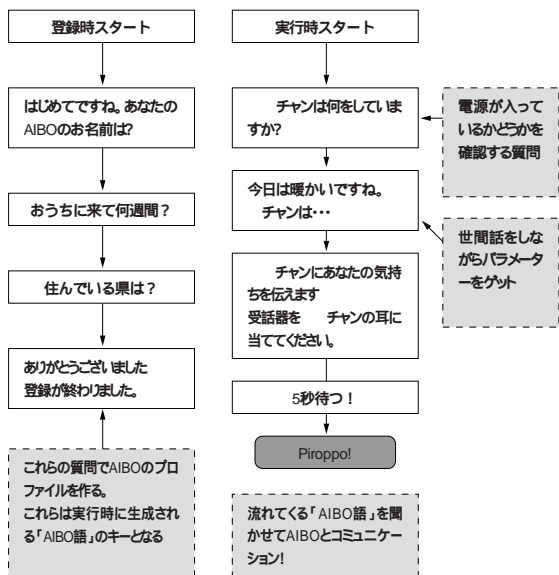 登録時スタート
はじめてですね。あなたの
AIBOのお名前は?
おうちに来て何週間?
住んでいる県は?
ありがとうございました
登録が終わりました。
これらの質問でAIBOのプロ
ファイルを作る。
これらは実行時に生成され
る「AIBO語」のキーとなる
実行時スタート
チャンは何をしていま
すか?
今日は暖かいですね。
チャンは・・・
チャンにあなたの気持
ちを伝えます
受話器を チャンの耳に
当ててください。
5秒待つ!
Piroppo!
流れてくる「AIBO語」を聞
かせてAIBOとコミュニケー
ション!
電源が入って
いるかどうかを
確認する質問
世間話をしな
がらパラメータ
ーをゲット